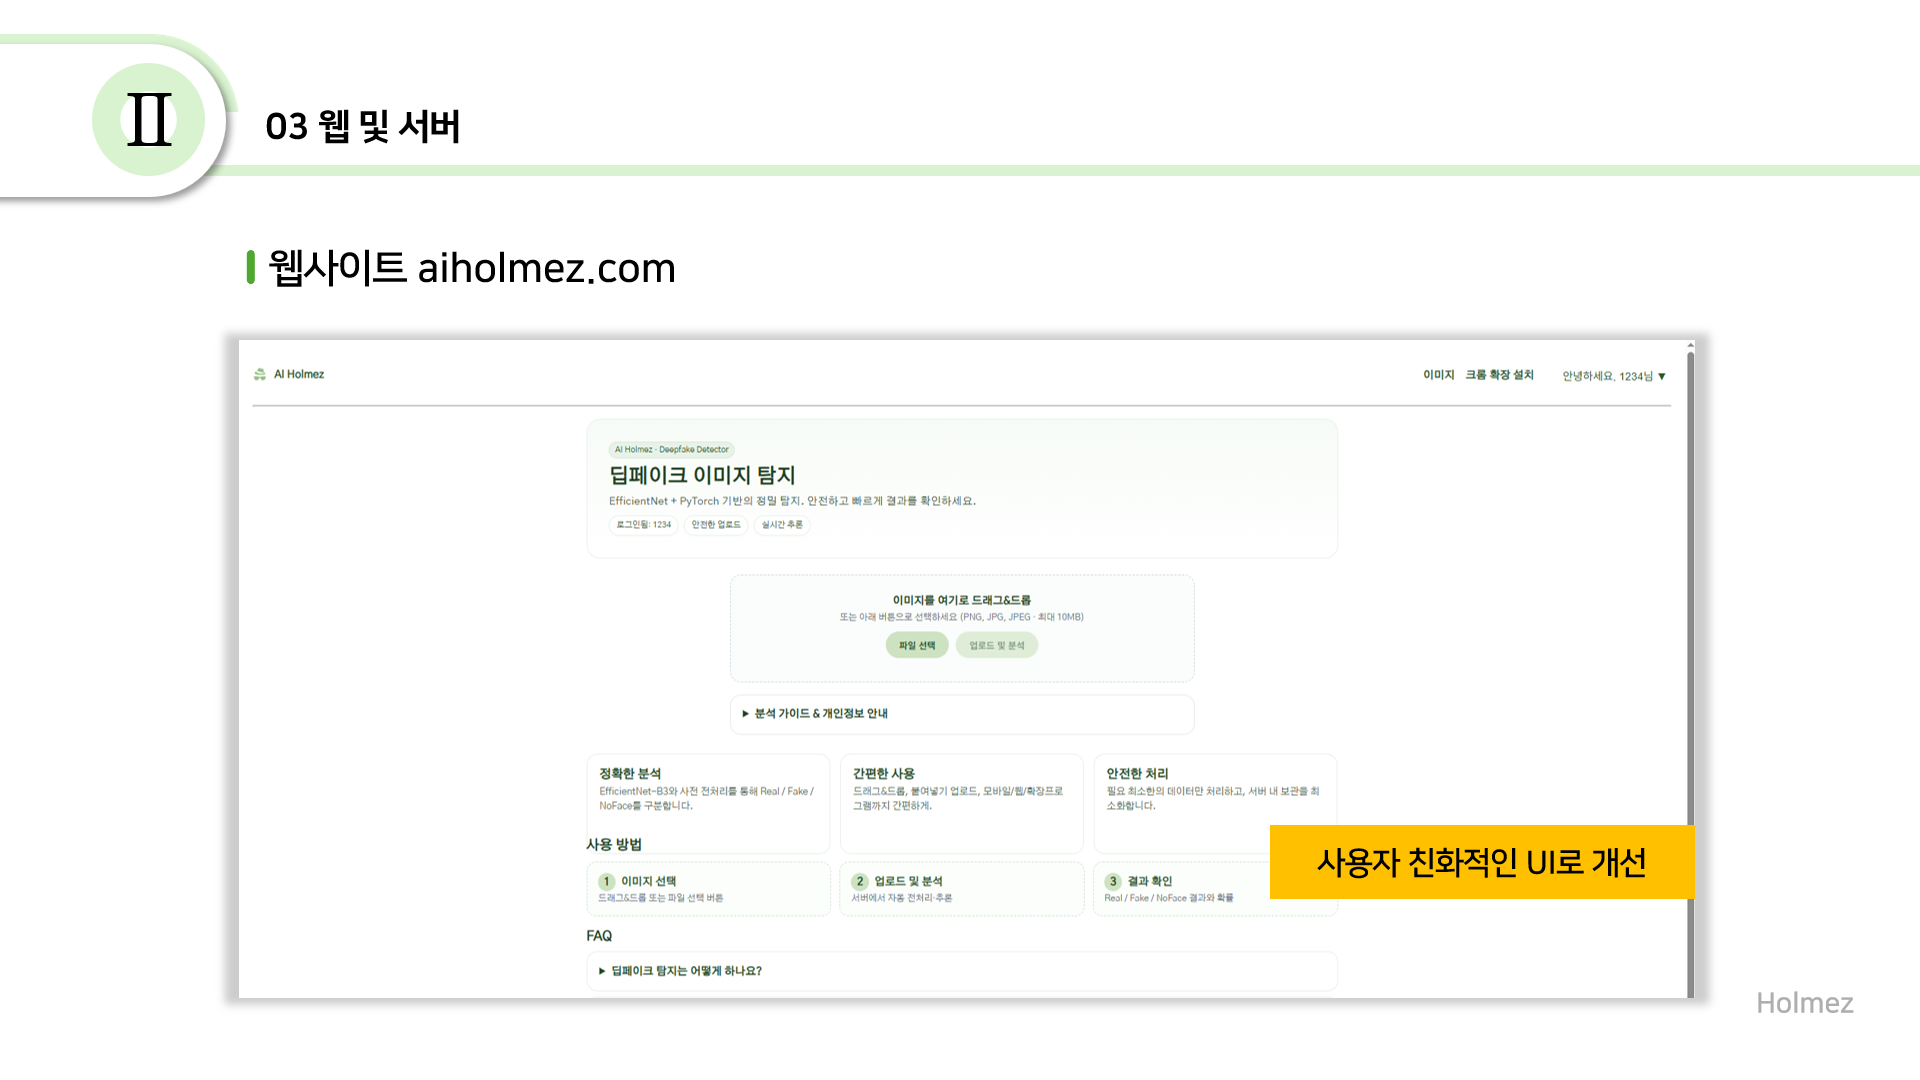 Ⅱ
03 웹 및 서버
웹사이트 aiholmez.com
AI Holmez
이미지 크롬 확장 설치 안녕하세요, 1234님 ▼
AI Holmez · Deepfake Detector
딥페이크 이미지 탐지
EfficientNet + PyTorch 기반의 정밀 탐지. 안전하고 빠르게 결과를 확인하세요.
로그인됨: 1234 안전한 업로드 실시간 추론
이미지를 여기로 드래그&드롭
또는 아래 버튼으로 선택하세요 (PNG, JPG, JPEG · 최대 10MB)
파일 선택 업로드 및 분석
▶ 분석 가이드 & 개인정보 안내
정확한 분석
EfficientNet-B3와 사전 전처리를 통해 Real / Fake /
NoFace를 구분합니다.
간편한 사용
드래그&드롭, 붙여넣기 업로드, 모바일/웹/확장프로
그램까지 간편하게.
안전한 처리
필요 최소한의 데이터만 처리하고, 서버 내 보관을 최
소화합니다.
사용 방법
1 이미지 선택
드래그&드롭 또는 파일 선택 버튼
2 업로드 및 분석
서버에서 자동 전처리·추론
3 결과 확인
Real / Fake / NoFace 결과와 확률
사용자 친화적인 UI로 개선
FAQ
▶ 딥페이크 탐지는 어떻게 하나요?
Holmez